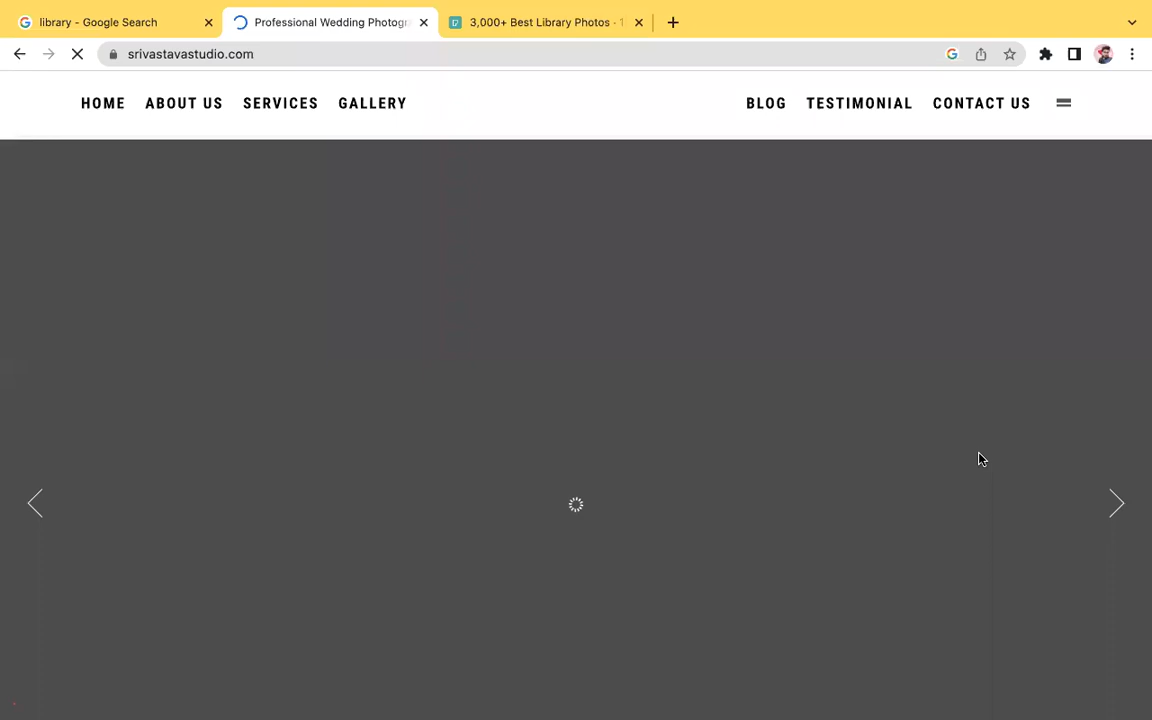 library - Google Search
Professional Wedding Photogr
3,000+ Best Library Photos · 1
srivastavastudio.com
HOME ABOUT US SERVICES GALLERY BLOG TESTIMONIAL CONTACT US